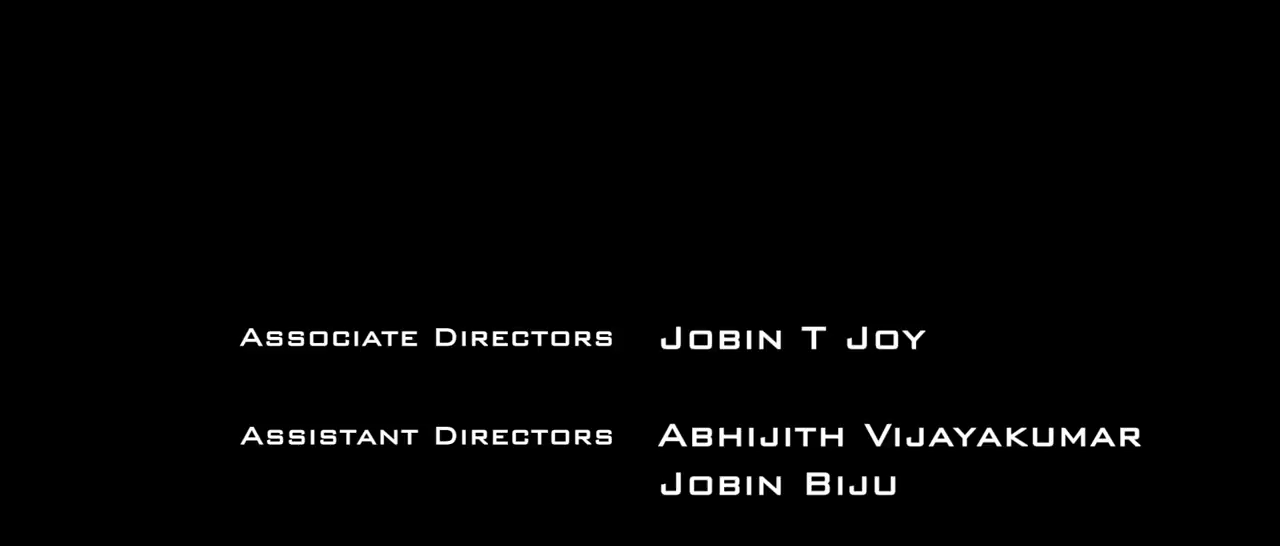 Associate Directors Jobin T Joy
Assistant Directors Abhijith Vijayakumar
Jobin Biju